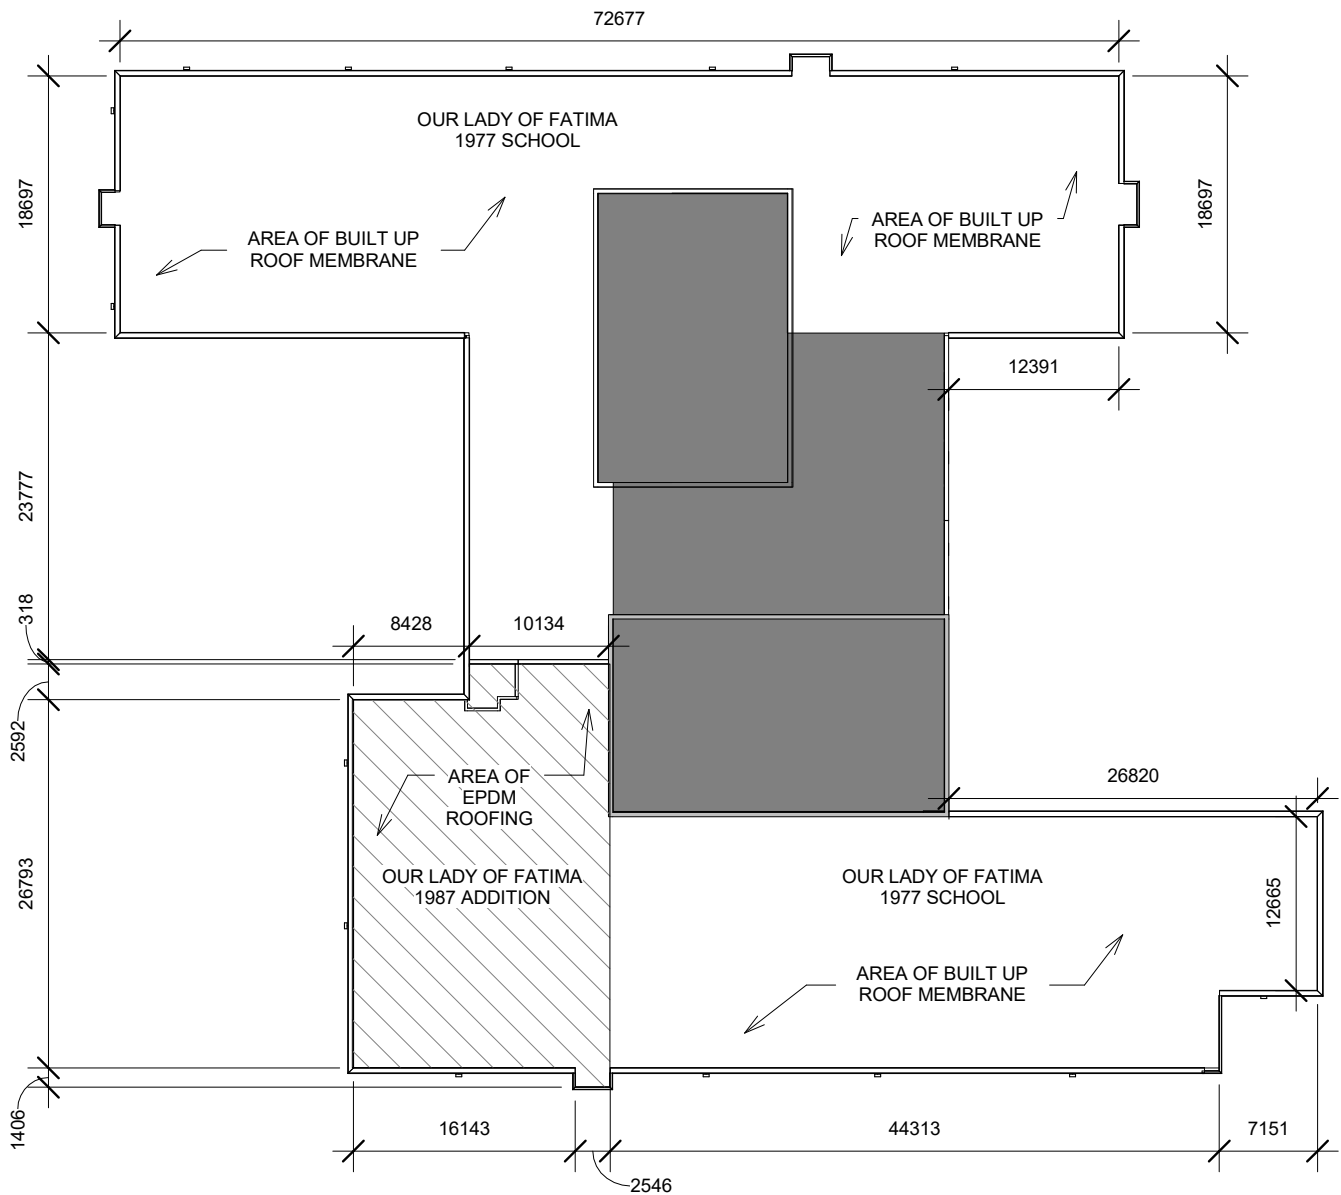 72677
OUR LADY OF FATIMA
1977 SCHOOL
18697
18697
AREA OF BUILT UP
ROOF MEMBRANE
AREA OF BUILT UP
ROOF MEMBRANE
12391
23777
318
8428
10134
2592
AREA OF
EPDM
ROOFING
26820
OUR LADY OF FATIMA
1987 ADDITION
OUR LADY OF FATIMA
1977 SCHOOL
26793
12665
AREA OF BUILT UP
ROOF MEMBRANE
1406
16143
44313
7151
2546